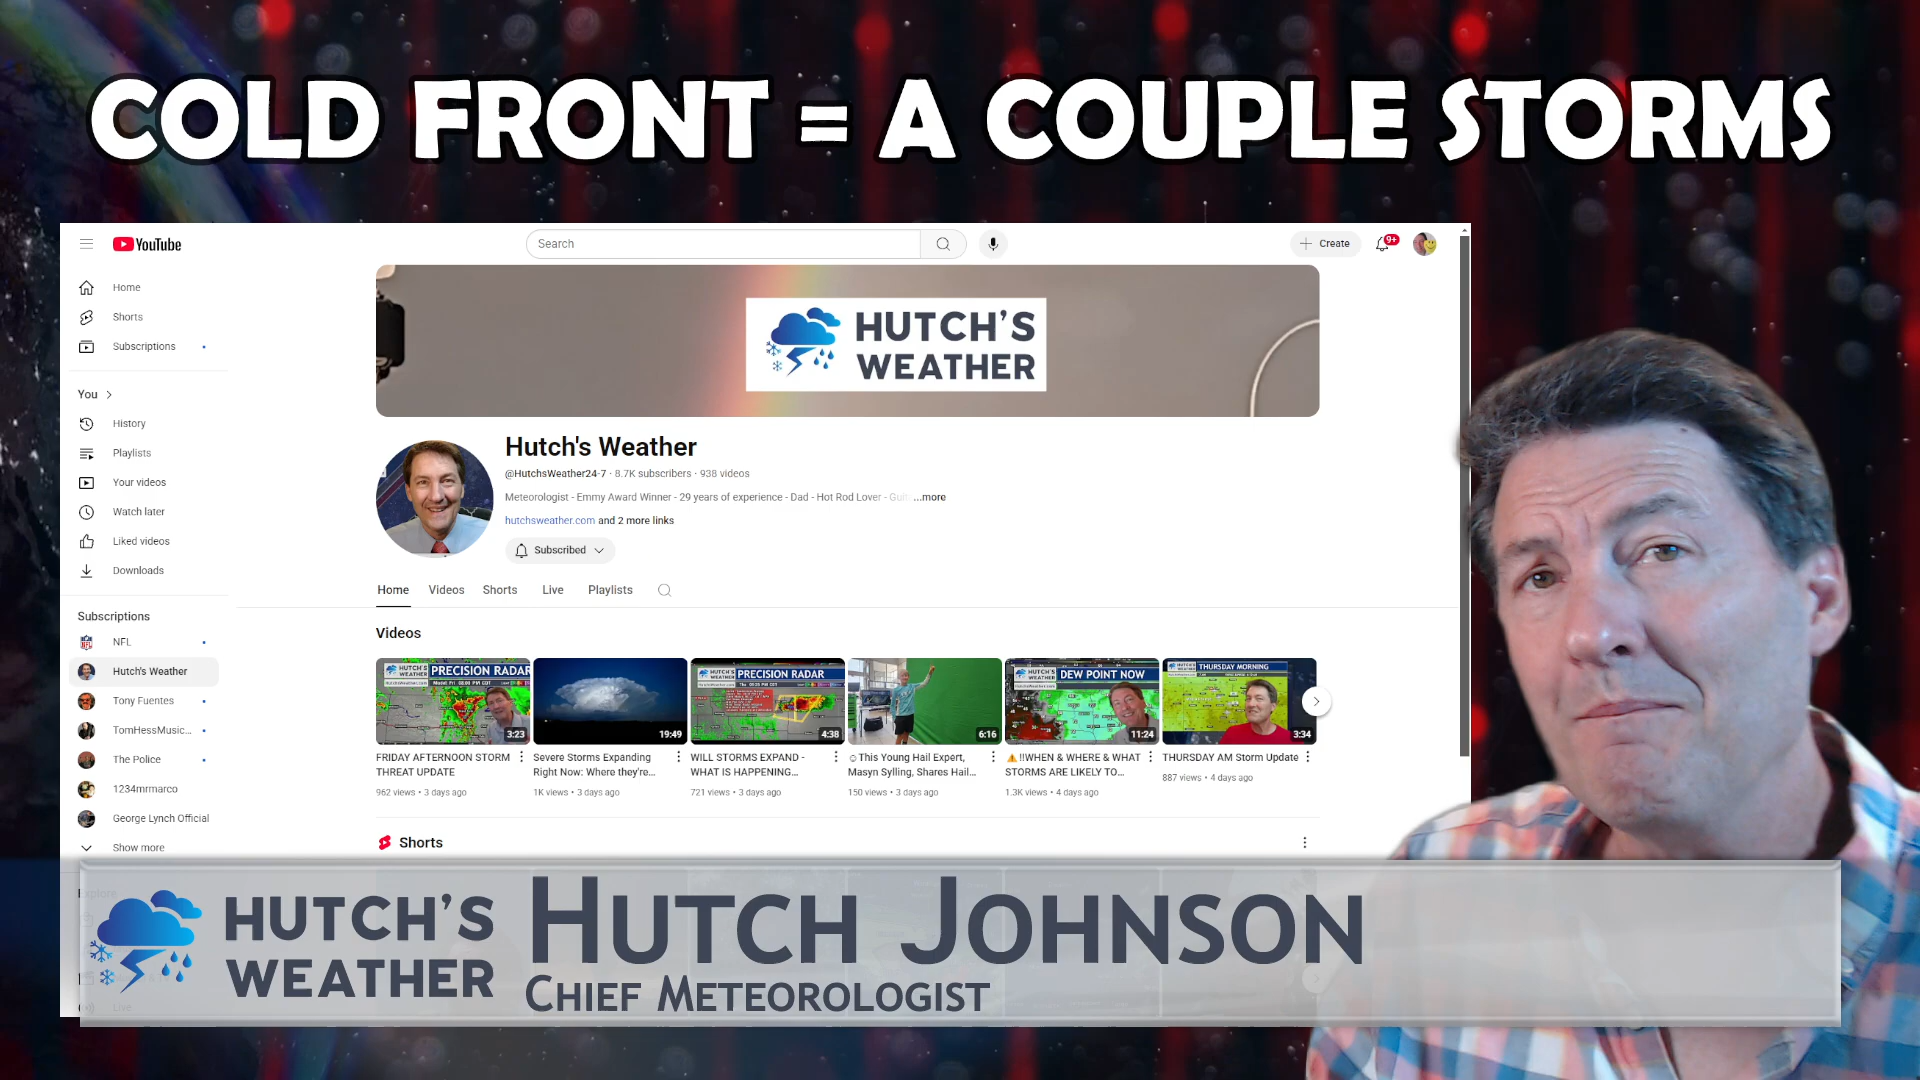 COLD FRONT = A COUPLE STORMS
YouTube
Search
Create
9+
Home
Shorts
Subscriptions
You
History
Playlists
Your videos
Watch later
Liked videos
Downloads
Subscriptions
NFL
Hutch's Weather
Tony Fuentes
TomHessMusic...
The Police
1234mrmarco
George Lynch Official
Show more
HUTCH'S
WEATHER
Hutch's Weather
@HutchsWeather24-7 · 8.7K subscribers · 938 videos
Meteorologist - Emmy Award Winner - 29 years of experience - Dad - Hot Rod Lover - ...more
hutchsweather.com and 2 more links
Subscribed
Home Videos Shorts Live Playlists
Videos
HUTCH'S
WEATHER
PRECISION RADAR
3:23
FRIDAY AFTERNOON STORM
THREAT UPDATE
962 views • 3 days ago
19:49
Severe Storms Expanding
Right Now: Where they're...
1K views • 3 days ago
PRECISION RADAR
4:38
WILL STORMS EXPAND -
WHAT IS HAPPENING...
721 views • 3 days ago
6:16
☺This Young Hail Expert,
Masyn Sylling, Shares Hail...
150 views • 3 days ago
DEW POINT NOW
11:24
⚠️‼WHEN & WHERE & WHAT
STORMS ARE LIKELY TO...
1.3K views • 4 days ago
THURSDAY MORNING
3:34
THURSDAY AM Storm Update
887 views • 4 days ago
Shorts
Explore
Live
HUTCH'S
WEATHER
HUTCH JOHNSON
CHIEF METEOROLOGIST